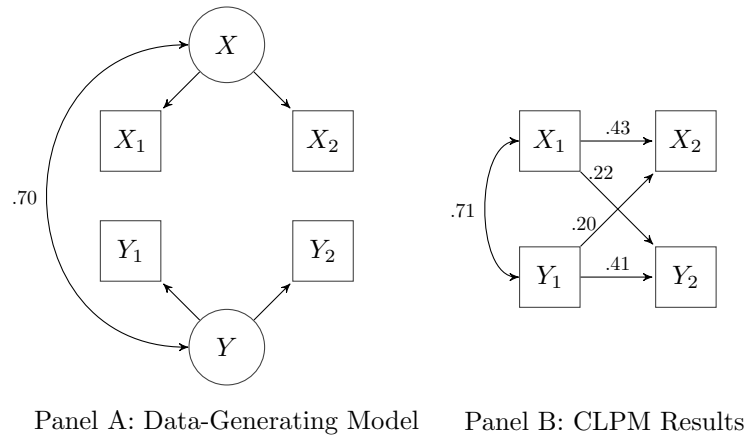 X
X₁
X₂
.70
Y₁
Y₂
Y
Panel A: Data-Generating Model
X₁
.43
X₂
.22
.71
.20
Y₁
.41
Y₂
Panel B: CLPM Results